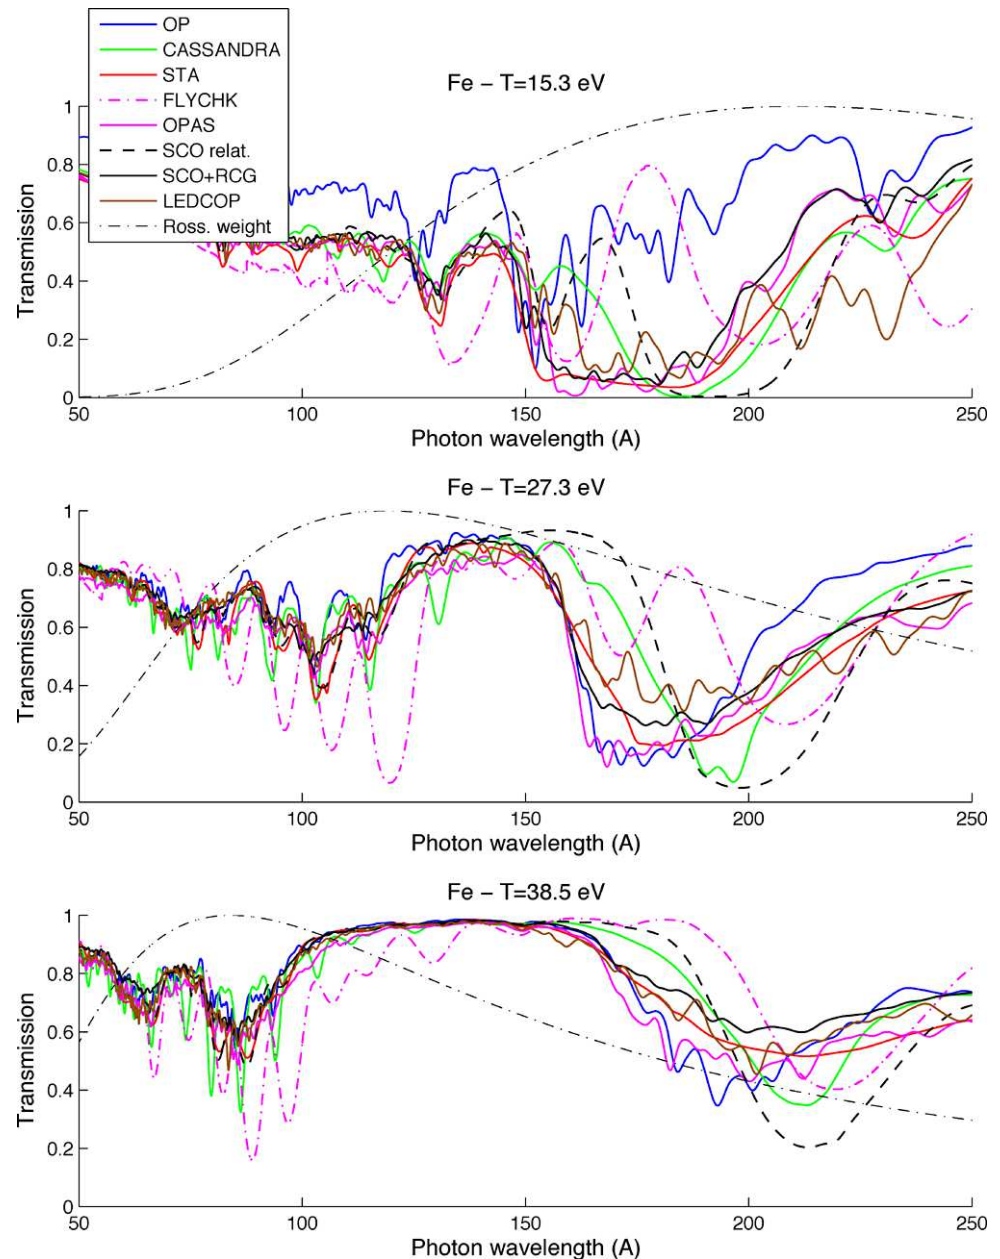 OP
CASSANDRA
STA
FLYCHK
OPAS
SCO relat.
SCO+RCG
LEDCOP
Ross. weight
Fe − T=15.3 eV
Transmission
1
0.8
0.6
0.4
0.2
0
50 100 150 200 250
Photon wavelength (A)
Fe − T=27.3 eV
Transmission
1
0.8
0.6
0.4
0.2
0
50 100 150 200 250
Photon wavelength (A)
Fe − T=38.5 eV
Transmission
1
0.8
0.6
0.4
0.2
0
50 100 150 200 250